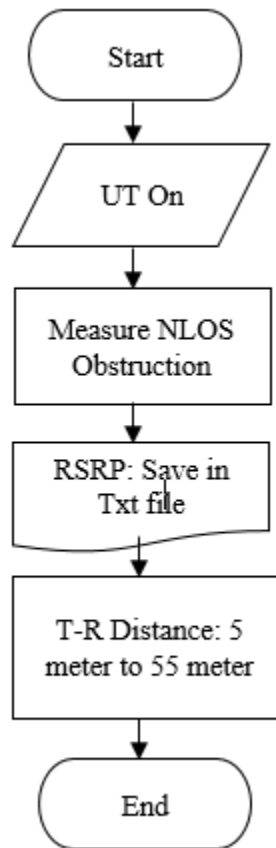 Start
UT On
Measure NLOS
Obstruction
RSRP: Save in
Txt file
T-R Distance: 5
meter to 55 meter
End